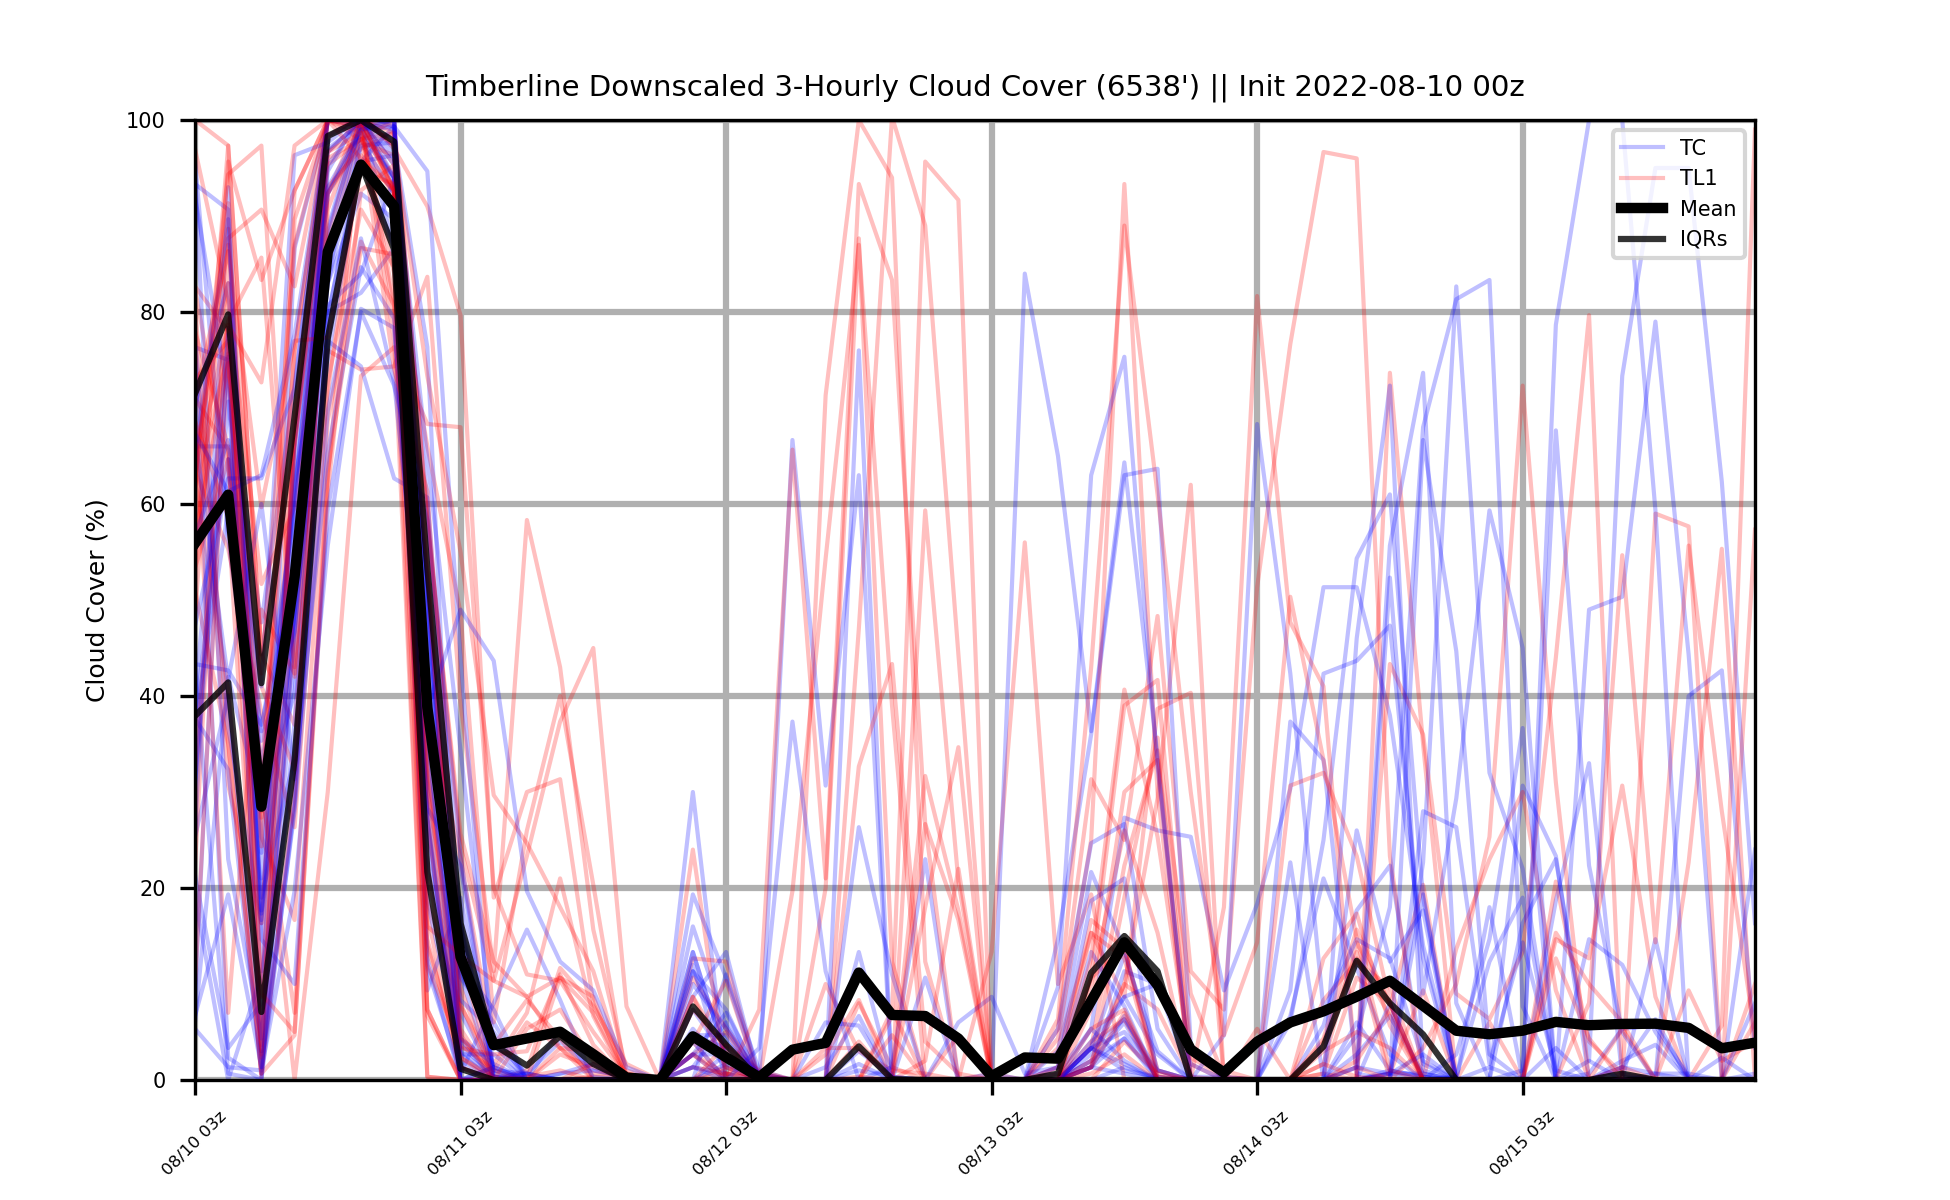 Timberline Downscaled 3-Hourly Cloud Cover (6538') || Init 2022-08-10 00z
100
80
60
40
20
0
Cloud Cover (%)
TC
TL1
Mean
IQRs
08/10 03z
08/11 03z
08/12 03z
08/13 03z
08/14 03z
08/15 03z